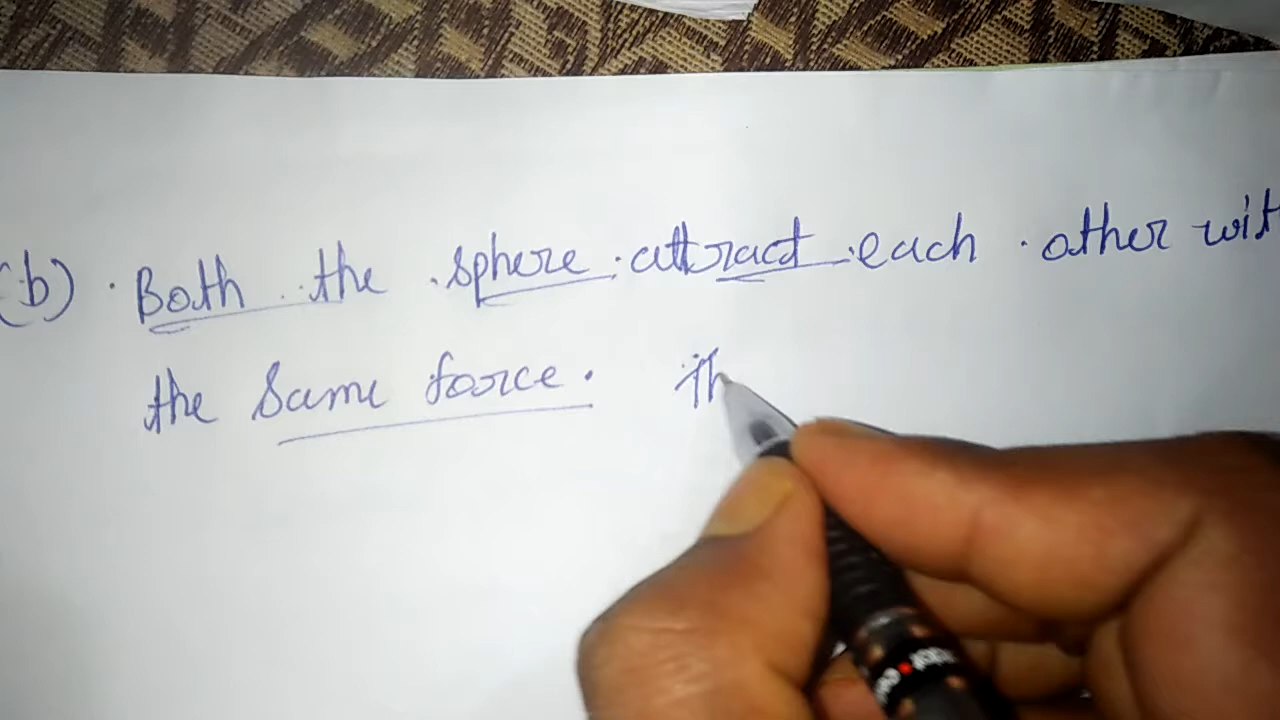 (b) Both the sphere attract each other wit
the same force. th